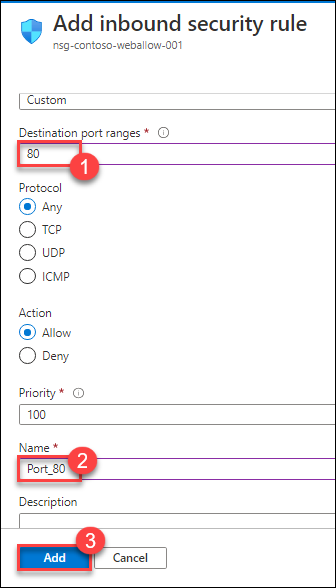 Add inbound security rule
nsg-contoso-weballow-001
Custom
Destination port ranges *
80
1
Protocol
Any
TCP
UDP
ICMP
Action
Allow
Deny
Priority *
100
Name *
2
Port_80
Description
3
Add Cancel